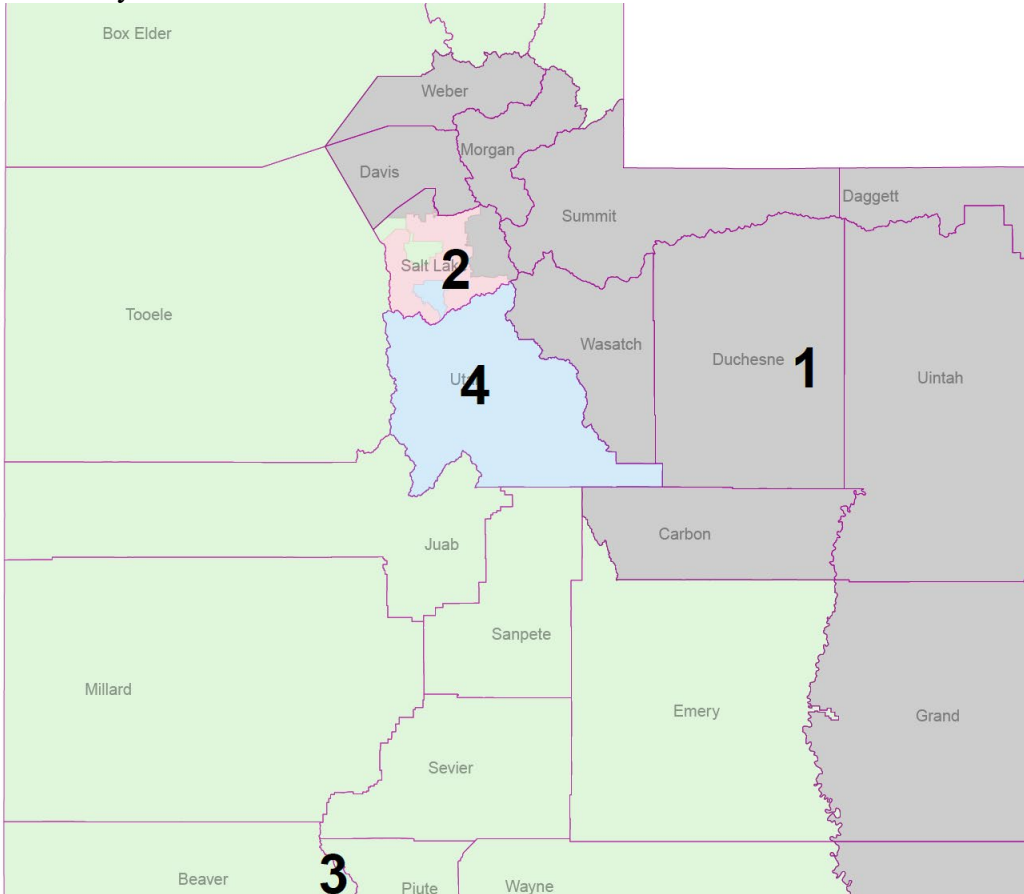 Box Elder
Weber
Morgan
Davis
Daggett
Summit
Salt Lake
2
Tooele
Wasatch
Duchesne
1
Uintah
4
Carbon
Juab
Sanpete
Millard
Emery
Grand
Sevier
3
Beaver
Piute
Wayne